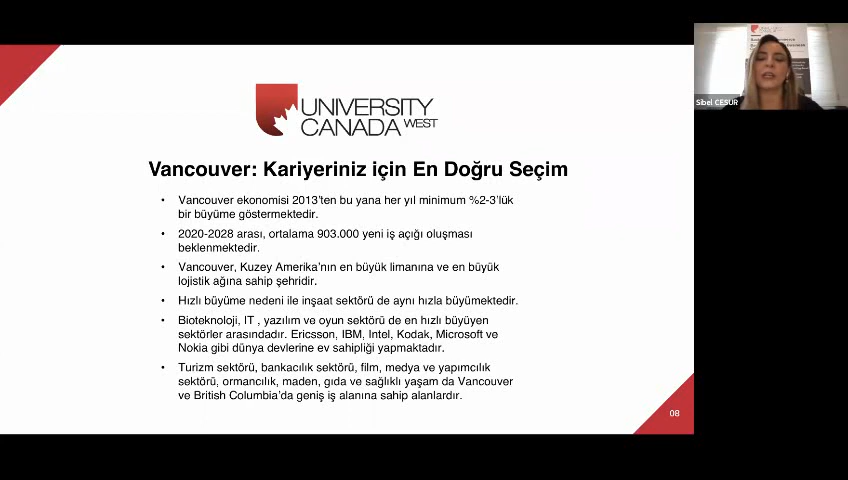 UNIVERSITY
CANADA WEST
Vancouver: Kariyeriniz için En Doğru Seçim
• Vancouver ekonomisi 2013'ten bu yana her yıl minimum %2-3'lük
bir büyüme göstermektedir.
• 2020-2028 arası, ortalama 903.000 yeni iş açığı oluşması
beklenmektedir.
• Vancouver, Kuzey Amerika'nın en büyük limanına ve en büyük
lojistik ağına sahip şehridir.
• Hızlı büyüme nedeni ile inşaat sektörü de aynı hızla büyümektedir.
• Bioteknoloji, IT , yazılım ve oyun sektörü de en hızlı büyüyen
sektörler arasındadır. Ericsson, IBM, Intel, Kodak, Microsoft ve
Nokia gibi dünya devlerine ev sahipliği yapmaktadır.
• Turizm sektörü, bankacılık sektörü, film, medya ve yapımcılık
sektörü, ormancılık, maden, gıda ve sağlıklı yaşam da Vancouver
ve British Columbia'da geniş iş alanına sahip alanlardır.
08
Sibel CESUR